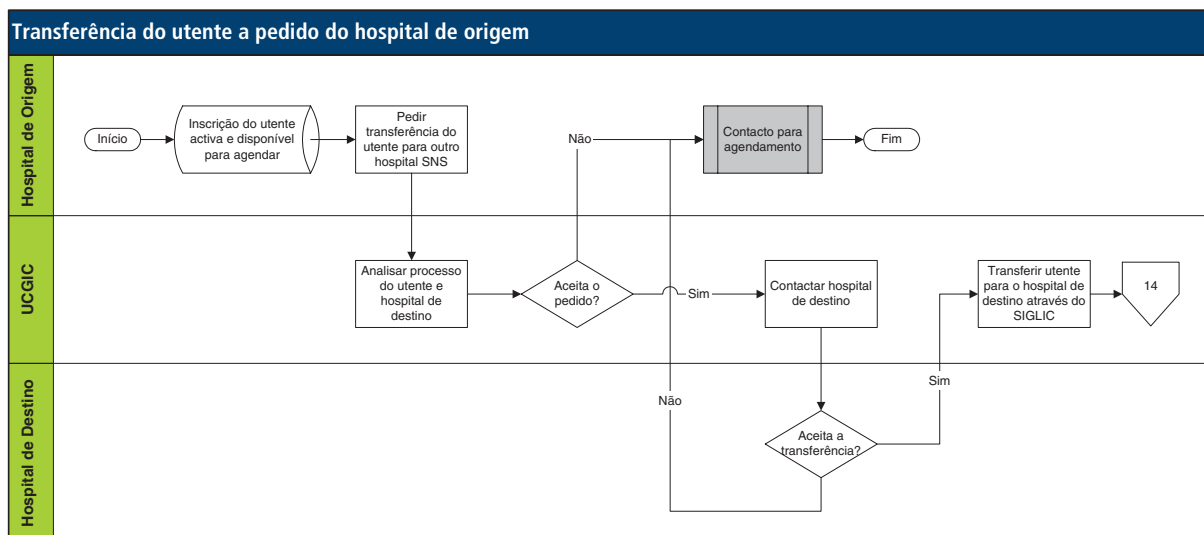 Transferência do utente a pedido do hospital de origem
Hospital de Origem
Início
Inscrição do utente
activa e disponível
para agendar
Pedir
transferência do
utente para outro
hospital SNS
Não
Contacto para
agendamento
Fim
UCGIC
Analisar processo
do utente e
hospital de
destino
Aceita o
pedido?
Sim
Contactar hospital
de destino
Transferir utente
para o hospital de
destino através do
SIGLIC
14
Hospital de Destino
Não
Aceita a
transferência?
Sim